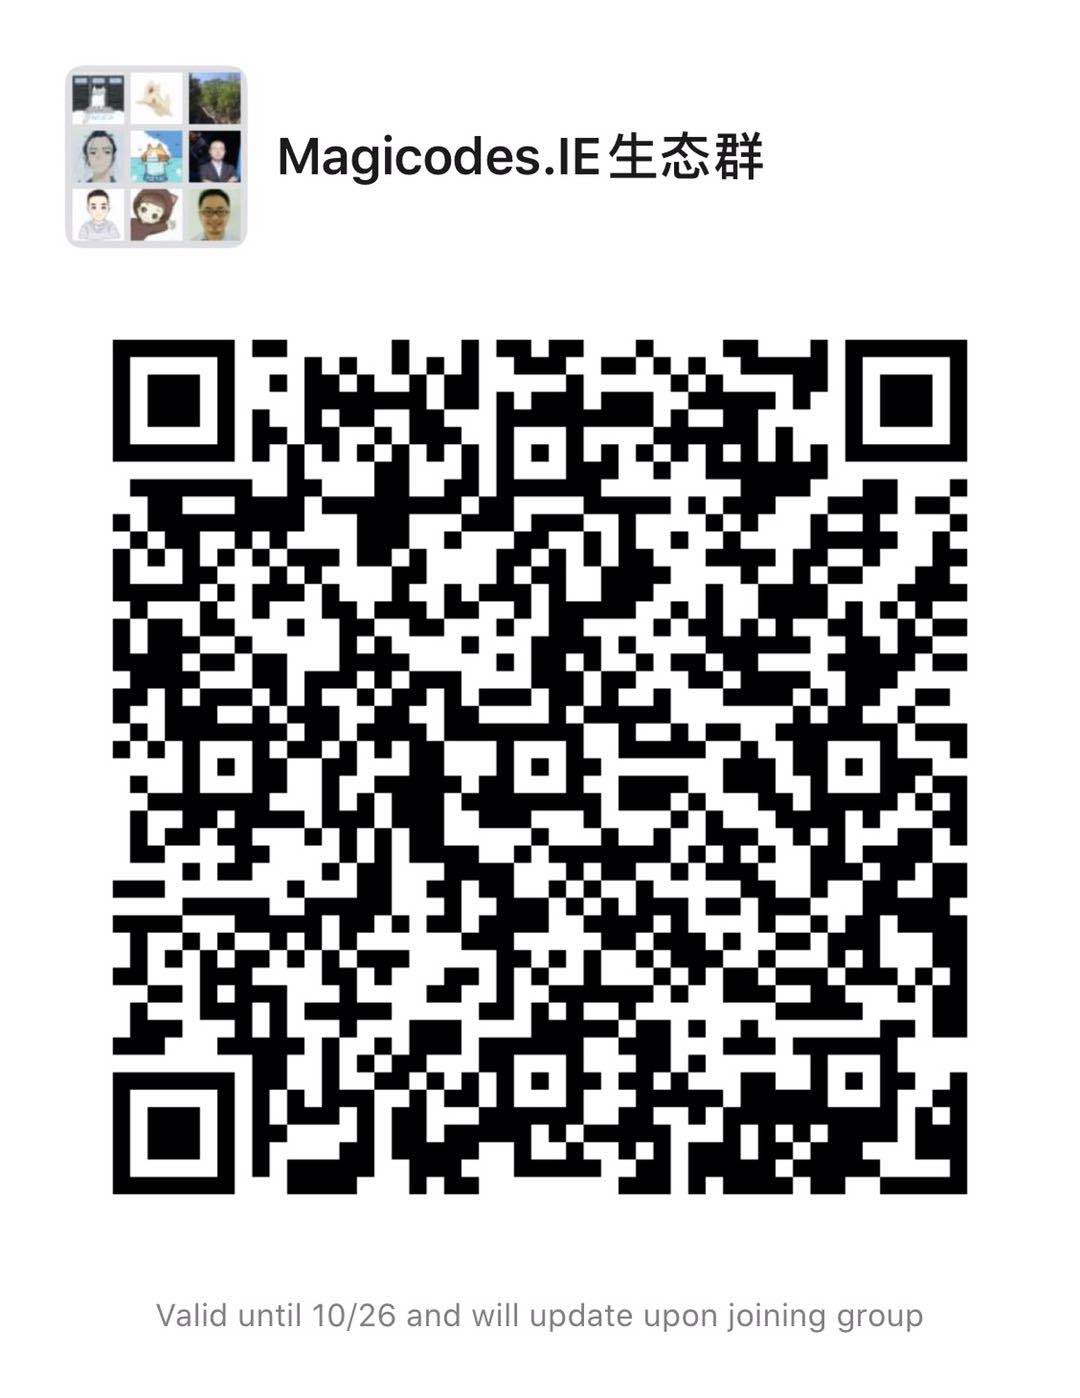 Magicodes.IE生态群
Valid until 10/26 and will update upon joining group